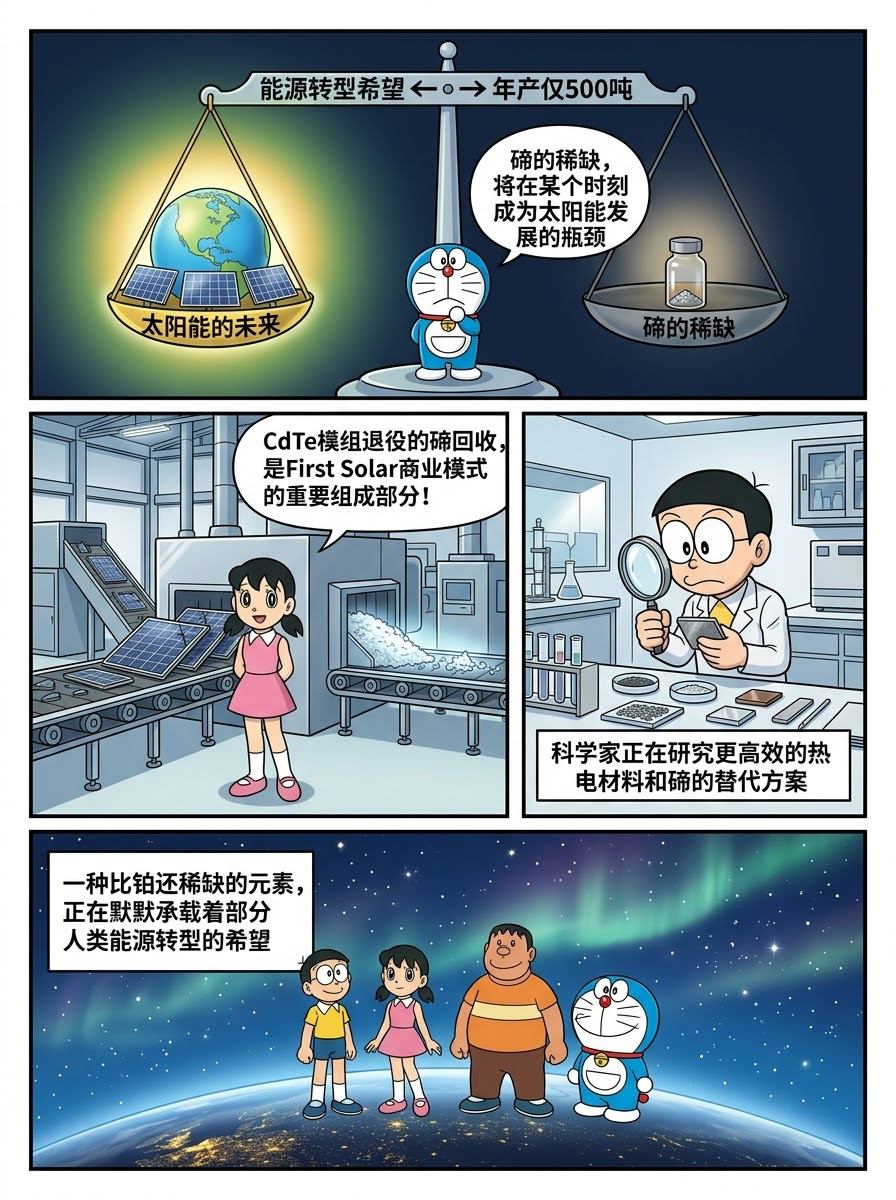 能源转型希望 ←∘→ 年产仅500吨
碲的稀缺，
将在某个时刻
成为太阳能发
展的瓶颈
太阳能的未来
碲的稀缺
CdTe模组退役的碲回收，
是First Solar商业模式
的重要组成部分！
科学家正在研究更高效的热
电材料和碲的替代方案
一种比铂还稀缺的元素，
正在默默承载着部分
人类能源转型的希望